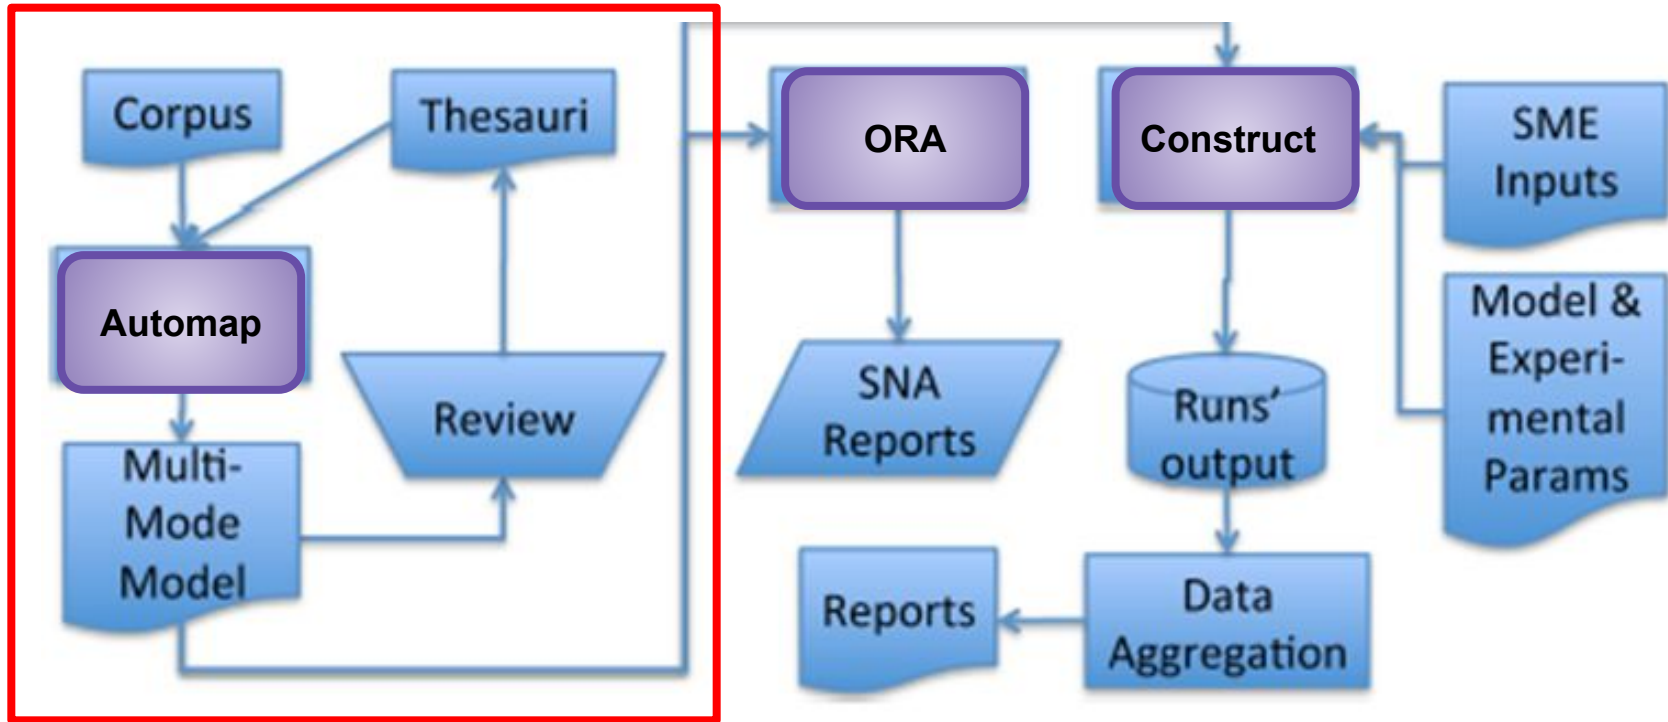 Corpus
Thesauri
Automap
Review
Multi-
Mode
Model
ORA
Construct
SME
Inputs
SNA
Reports
Runs’
output
Model &
Experi-
mental
Params
Reports
Data
Aggregation